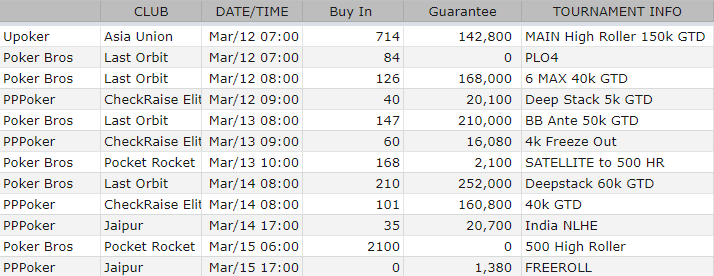 CLUB DATE/TIME Buy In Guarantee TOURNAMENT INFO
Upoker Asia Union Mar/12 07:00 714 142,800 MAIN High Roller 150k GTD
Poker Bros Last Orbit Mar/12 07:00 84 0 PLO4
Poker Bros Last Orbit Mar/12 08:00 126 168,000 6 MAX 40k GTD
PPPoker CheckRaise Elit Mar/12 09:00 40 20,100 Deep Stack 5k GTD
Poker Bros Last Orbit Mar/13 08:00 147 210,000 BB Ante 50k GTD
PPPoker CheckRaise Elit Mar/13 09:00 60 16,080 4k Freeze Out
Poker Bros Pocket Rocket Mar/13 10:00 168 2,100 SATELLITE to 500 HR
Poker Bros Last Orbit Mar/14 08:00 210 252,000 Deepstack 60k GTD
PPPoker CheckRaise Elit Mar/14 08:00 101 160,800 40k GTD
PPPoker Jaipur Mar/14 17:00 35 20,700 India NLHE
Poker Bros Pocket Rocket Mar/15 06:00 2100 0 500 High Roller
PPPoker Jaipur Mar/15 17:00 0 1,380 FREEROLL